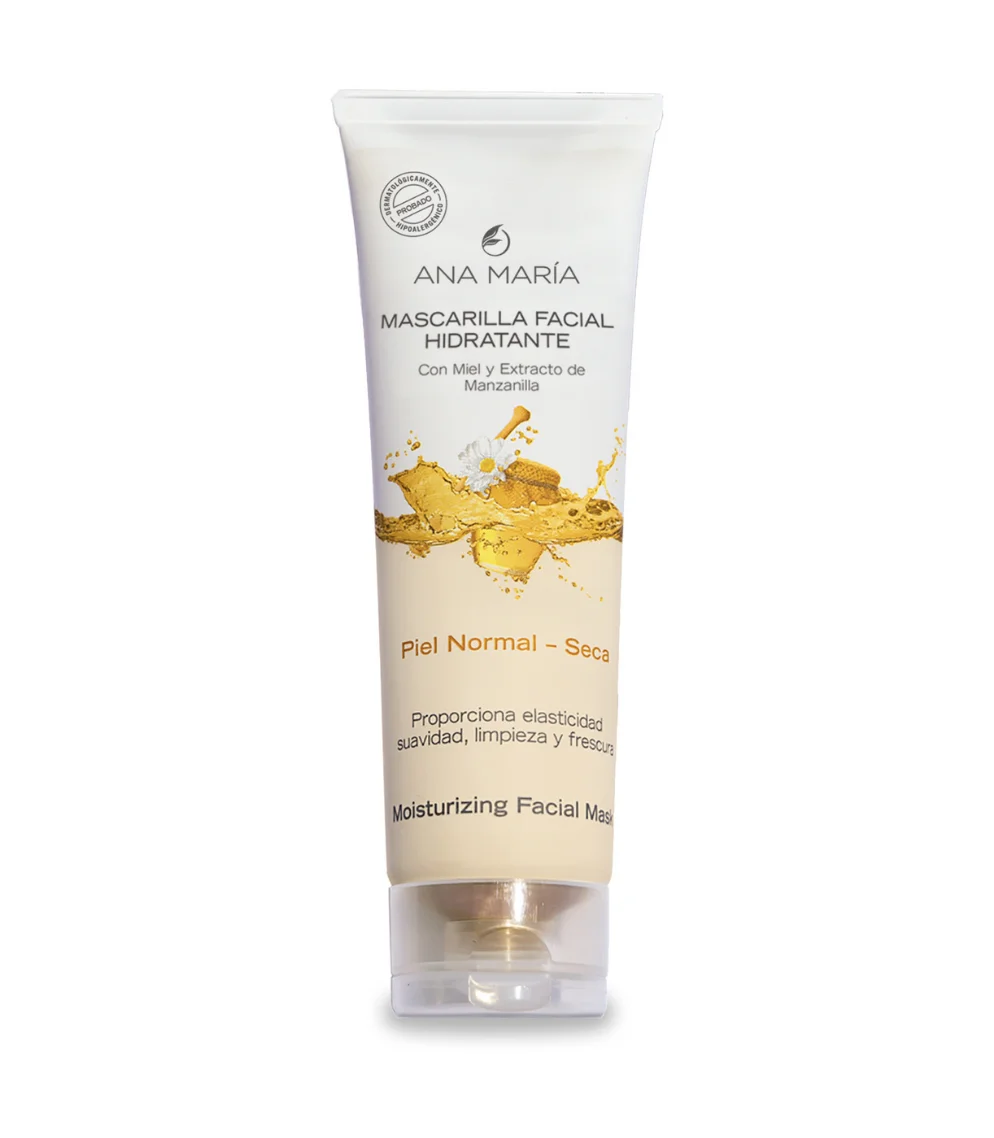 DERMATOLÓGICAMENTE
PROBADO
HIPOALERGÉNICO
ANA MARÍA
MASCARILLA FACIAL
HIDRATANTE
Con Miel y Extracto de
Manzanilla
Piel Normal – Seca
Proporciona elasticidad
suavidad, limpieza y frescura
Moisturizing Facial Mask